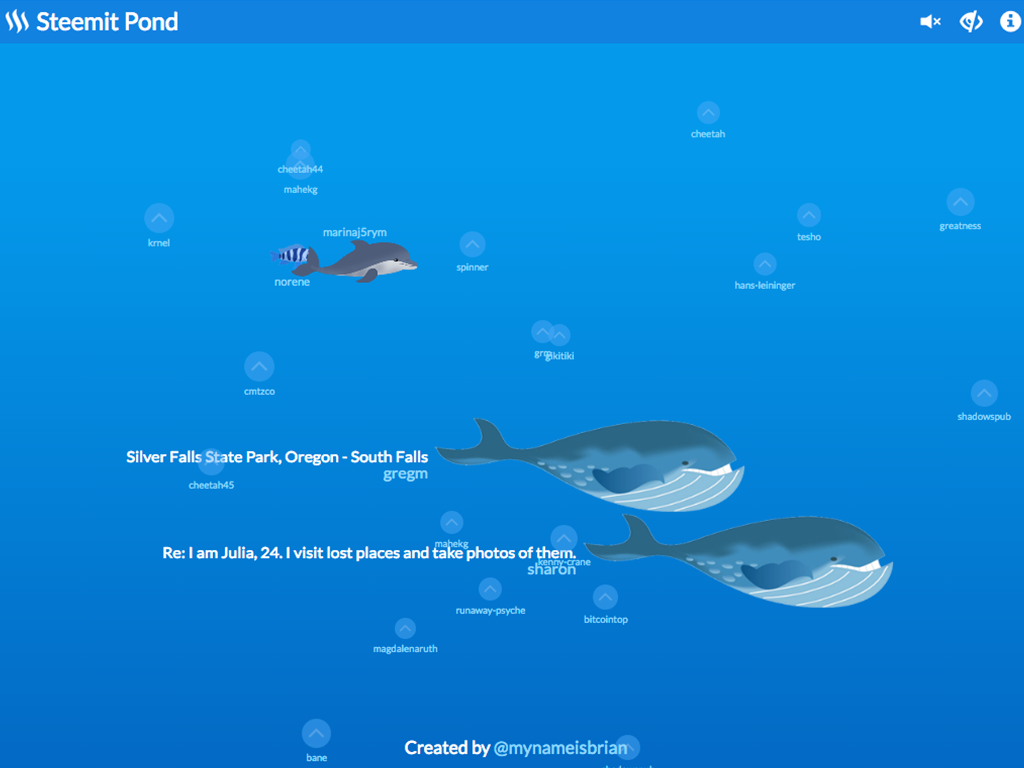 Steemit Pond
cheetah
cheetah44
mahekg
krnel
greatness
marinaj5rym
tesho
spinner
norene
hans-leininger
grm
kikitiki
cmtzco
shadowspub
Silver Falls State Park, Oregon - South Falls
gregm
cheetah45
mahekg
Re: I am Julia, 24. I visit lost places and take photos of them.
kenny-crane
sharon
runaway-psyche
bitcointop
magdalenaruth
Created by @mynameisbrian
bane